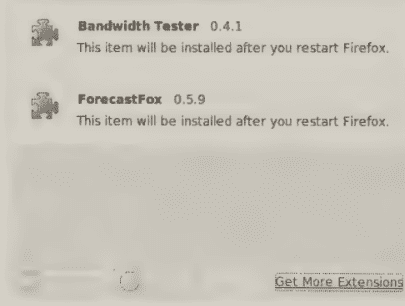 Bandwidth Tester 0.4.1
This item will be installed after you restart Firefox.
ForecastFox 0.5.9
This item will be installed after you restart Firefox.
Get More Extensions